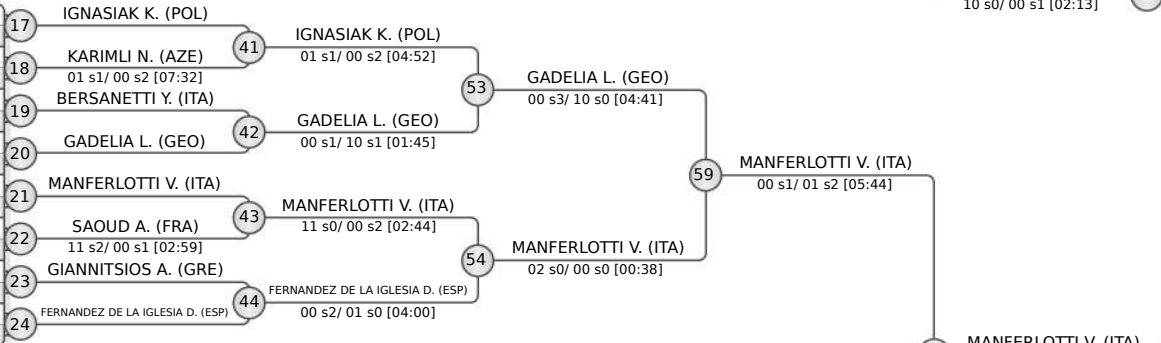 10 s0/ 00 s1 [02:13]
17
IGNASIAK K. (POL)
18
KARIMLI N. (AZE)
01 s1/ 00 s2 [07:32]
19
BERSANETTI Y. (ITA)
20
GADELIA L. (GEO)
21
MANFERLOTTI V. (ITA)
22
SAOUD A. (FRA)
11 s2/ 00 s1 [02:59]
23
GIANNITSIOS A. (GRE)
24
FERNANDEZ DE LA IGLESIA D. (ESP)
41
IGNASIAK K. (POL)
01 s1/ 00 s2 [04:52]
42
GADELIA L. (GEO)
00 s1/ 10 s1 [01:45]
43
MANFERLOTTI V. (ITA)
11 s0/ 00 s2 [02:44]
44
FERNANDEZ DE LA IGLESIA D. (ESP)
00 s2/ 01 s0 [04:00]
53
GADELIA L. (GEO)
00 s3/ 10 s0 [04:41]
54
MANFERLOTTI V. (ITA)
02 s0/ 00 s0 [00:38]
59
MANFERLOTTI V. (ITA)
00 s1/ 01 s2 [05:44]
MANFERLOTTI V. (ITA)